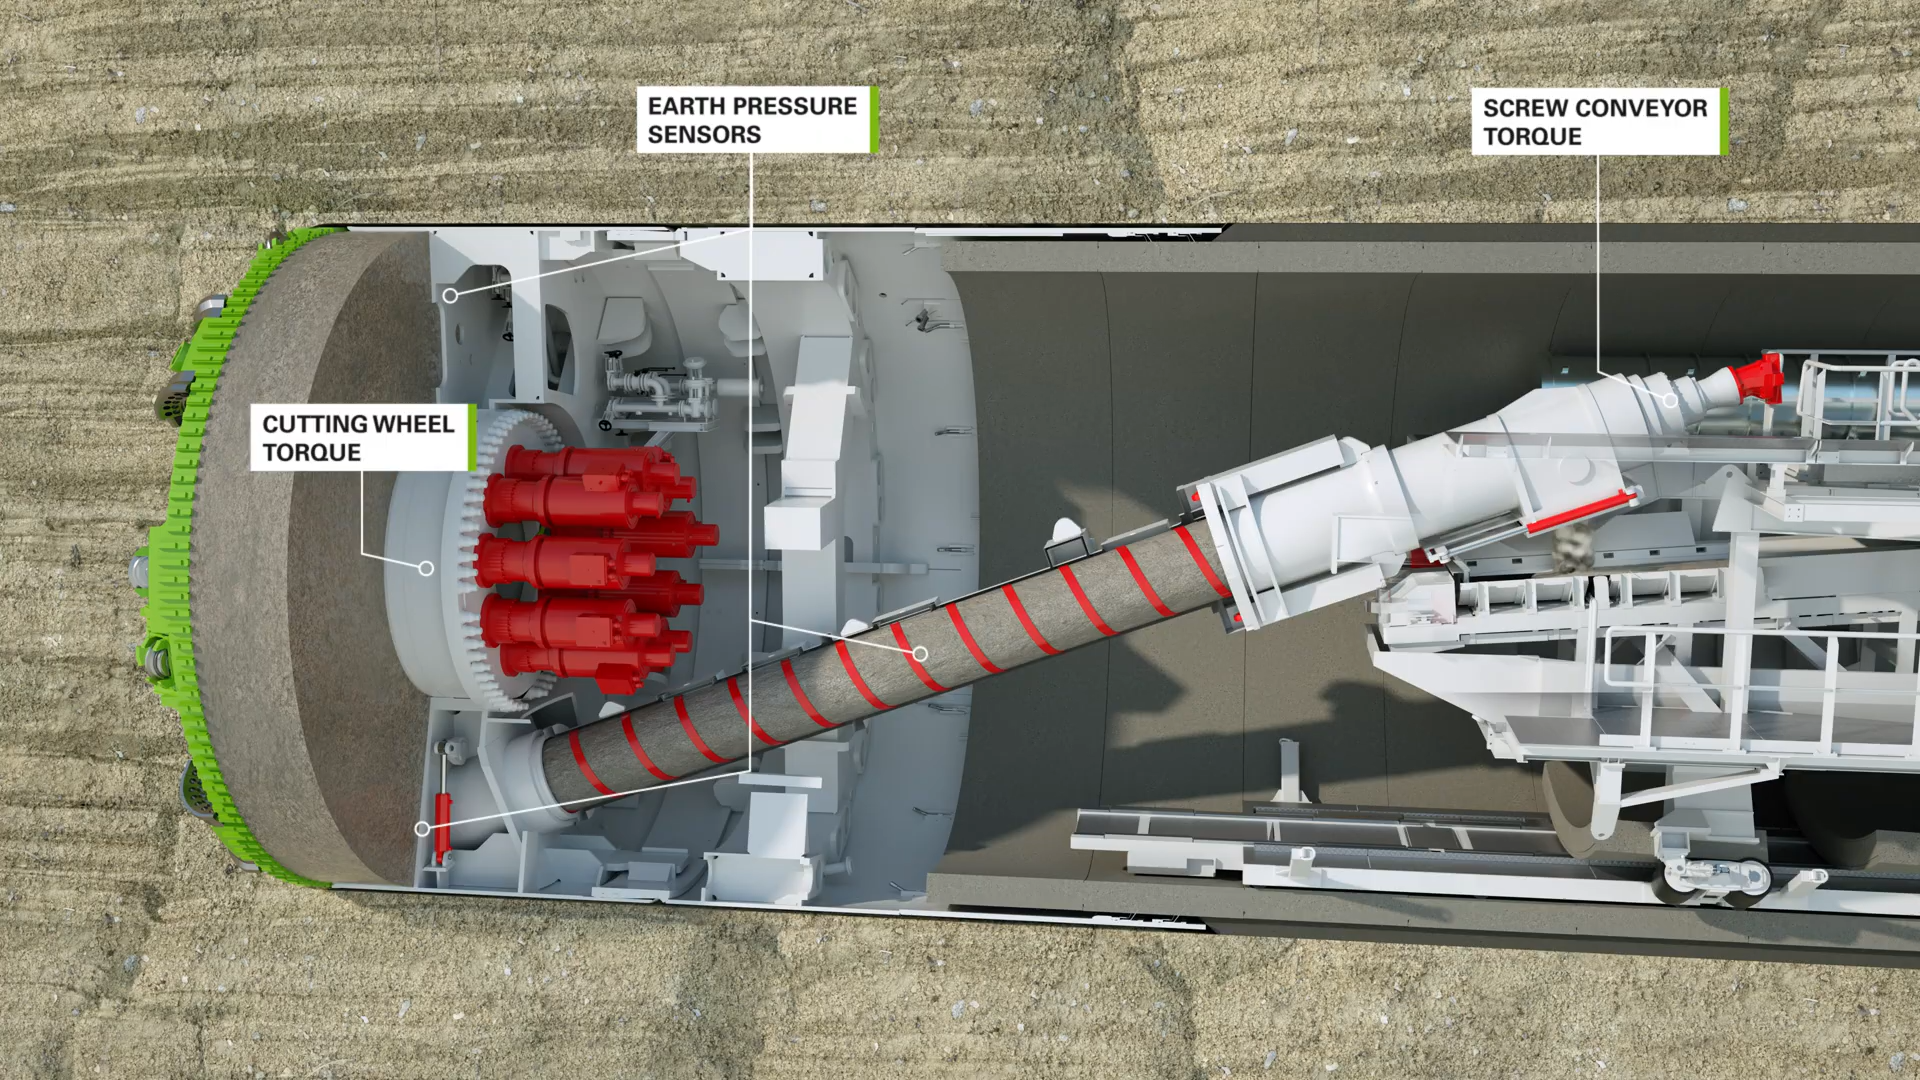 EARTH PRESSURE
SENSORS
SCREW CONVEYOR
TORQUE
CUTTING WHEEL
TORQUE